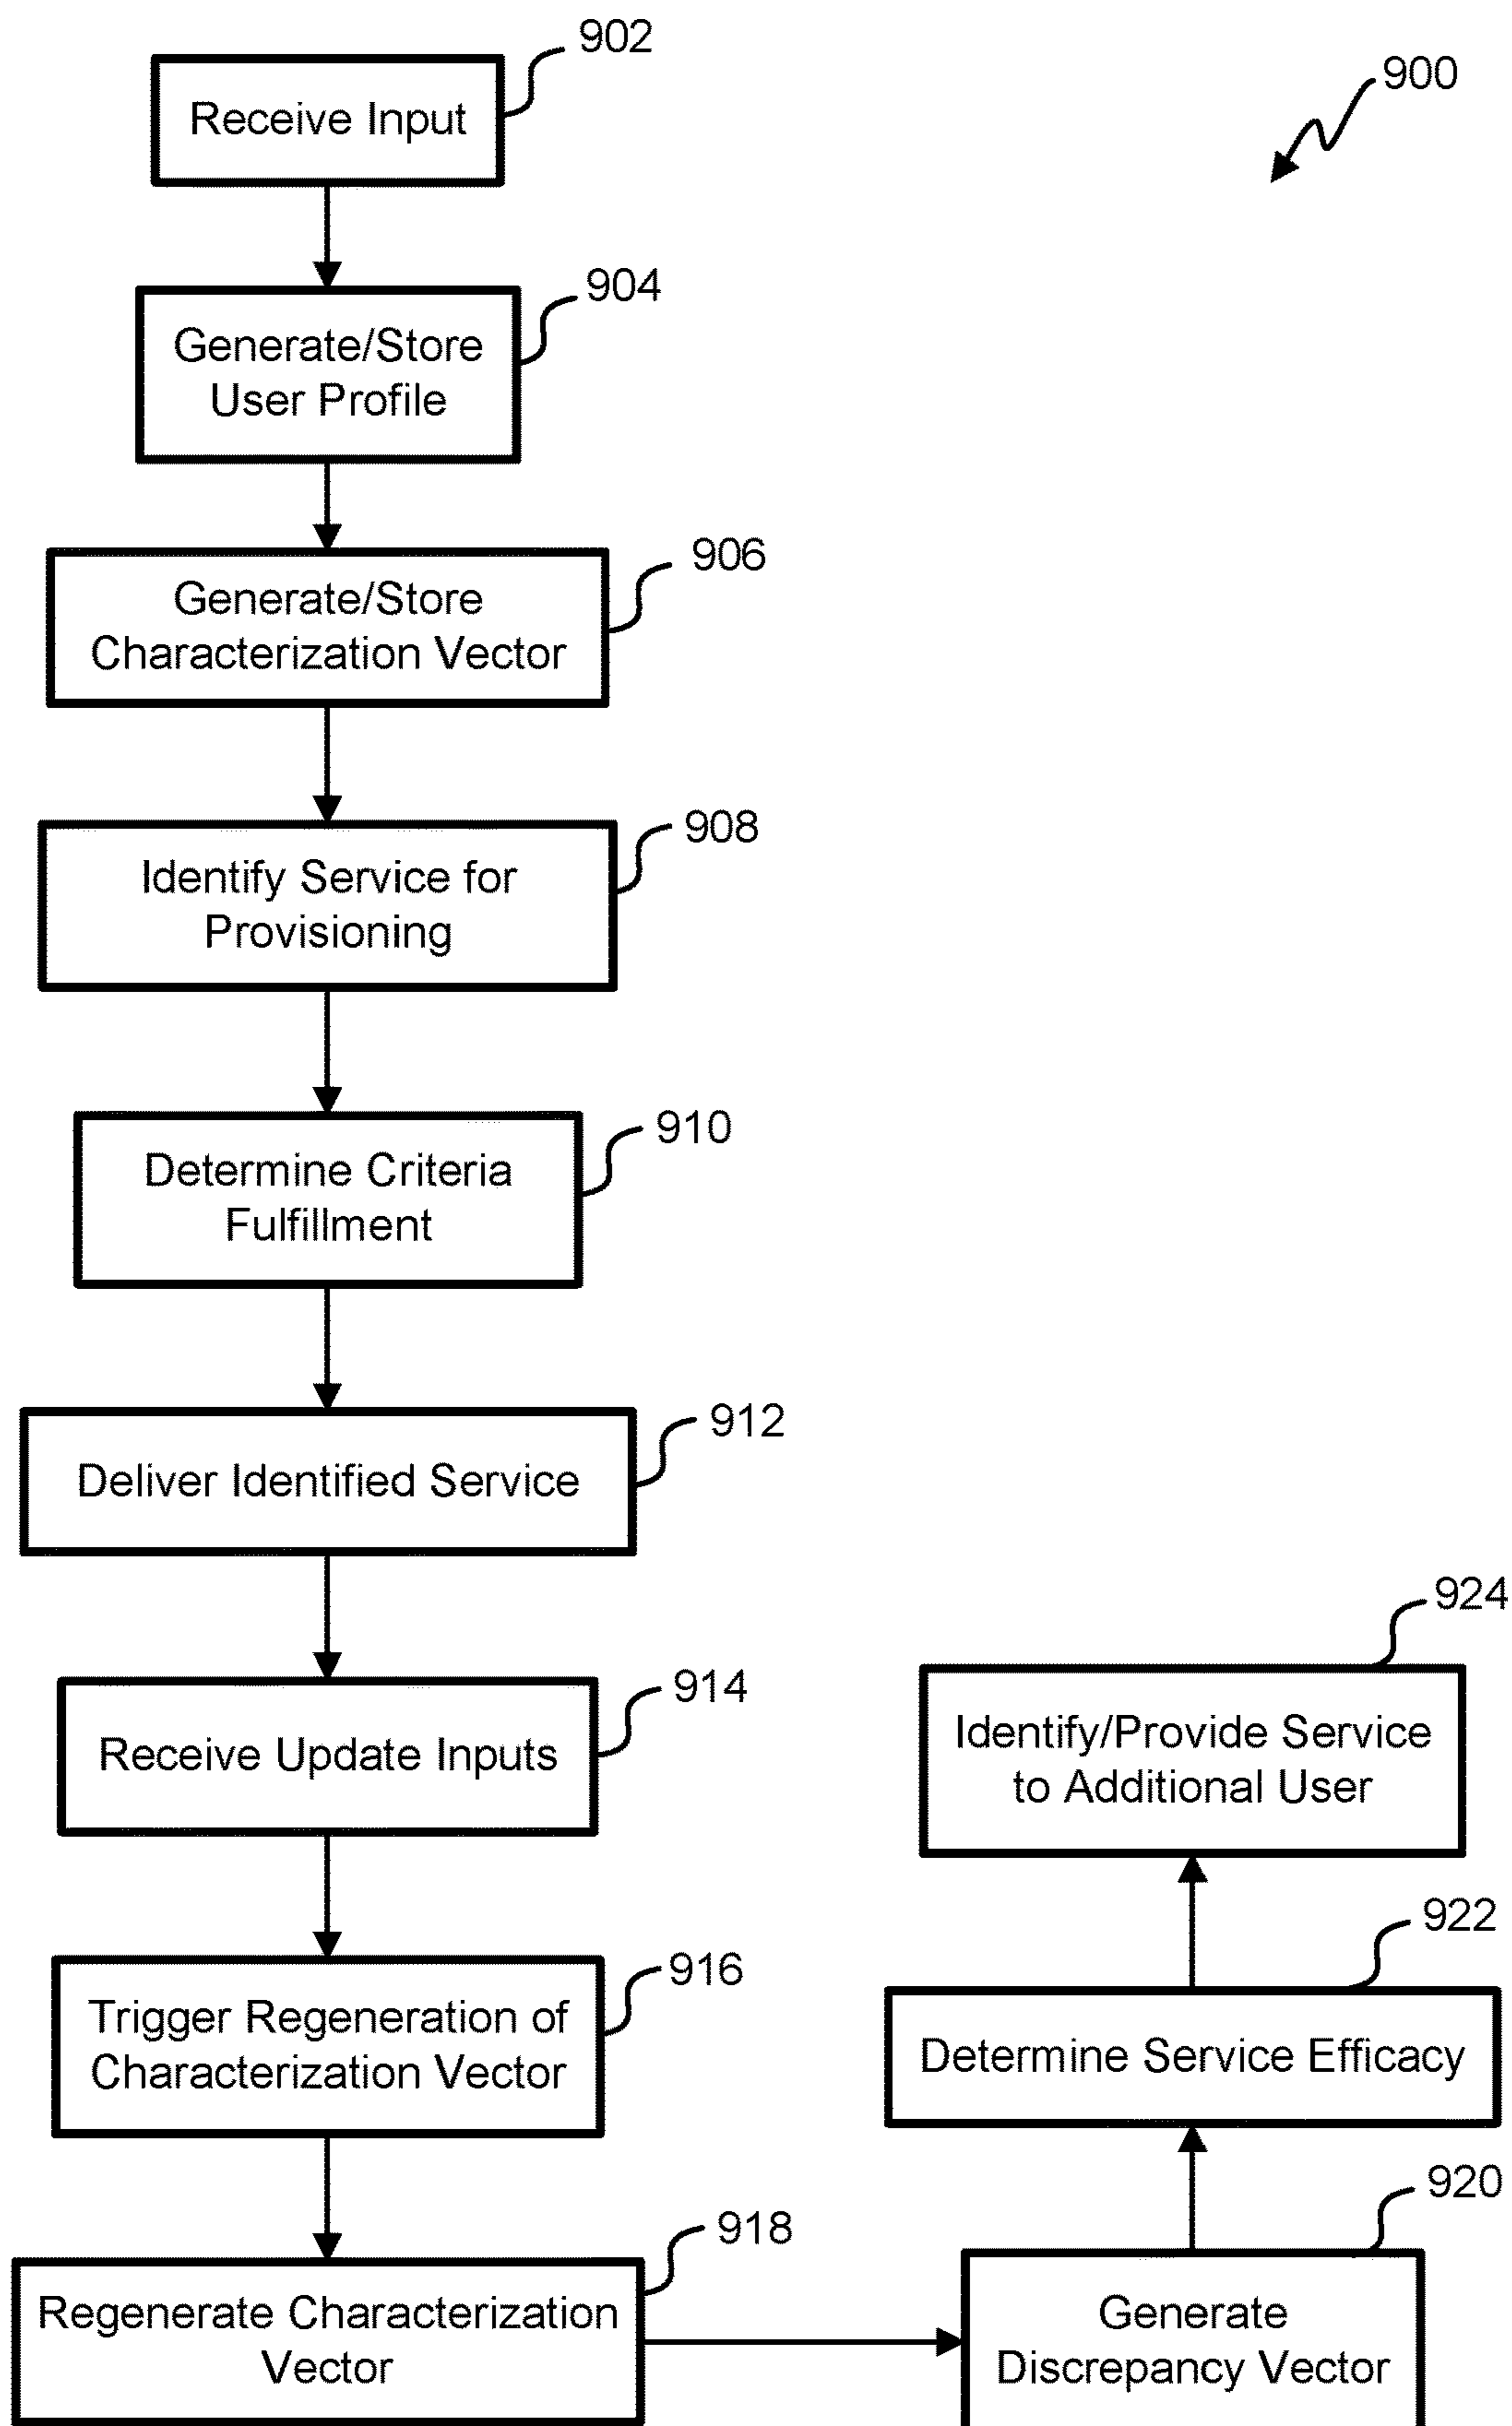 902
Receive Input
900
904
Generate/Store
User Profile
906
Generate/Store
Characterization Vector
908
Identify Service for
Provisioning
910
Determine Criteria
Fulfillment
912
Deliver Identified Service
914
Receive Update Inputs
916
Trigger Regeneration of
Characterization Vector
918
Regenerate Characterization
Vector
920
Generate
Discrepancy Vector
922
Determine Service Efficacy
924
Identify/Provide Service
to Additional User